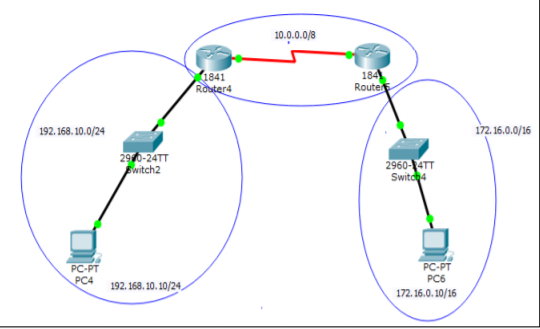 10.0.0.0/8
1841
Router4
1841
Router5
192.168.10.0/24
172.16.0.0/16
2960-24TT
Switch2
2960-24TT
Switch4
PC-PT
PC4
192.168.10.10/24
PC-PT
PC6
172.16.0.10/16